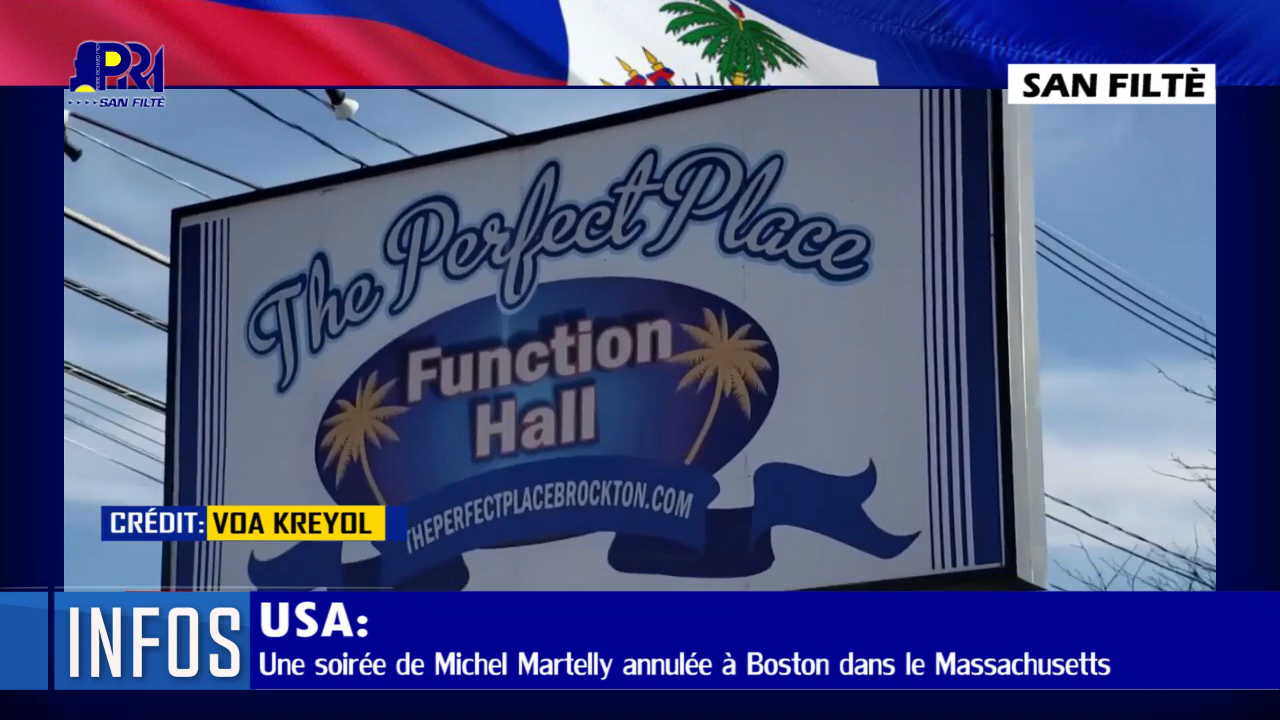 PR1
SAN FILTÈ
SAN FILTÈ
The Perfect Place
Function
Hall
THEPERFECTPLACEBROCKTON.COM
CRÉDIT: VOA KREYOL
INFOS
USA:
Une soirée de Michel Martelly annulée à Boston dans le Massachusetts